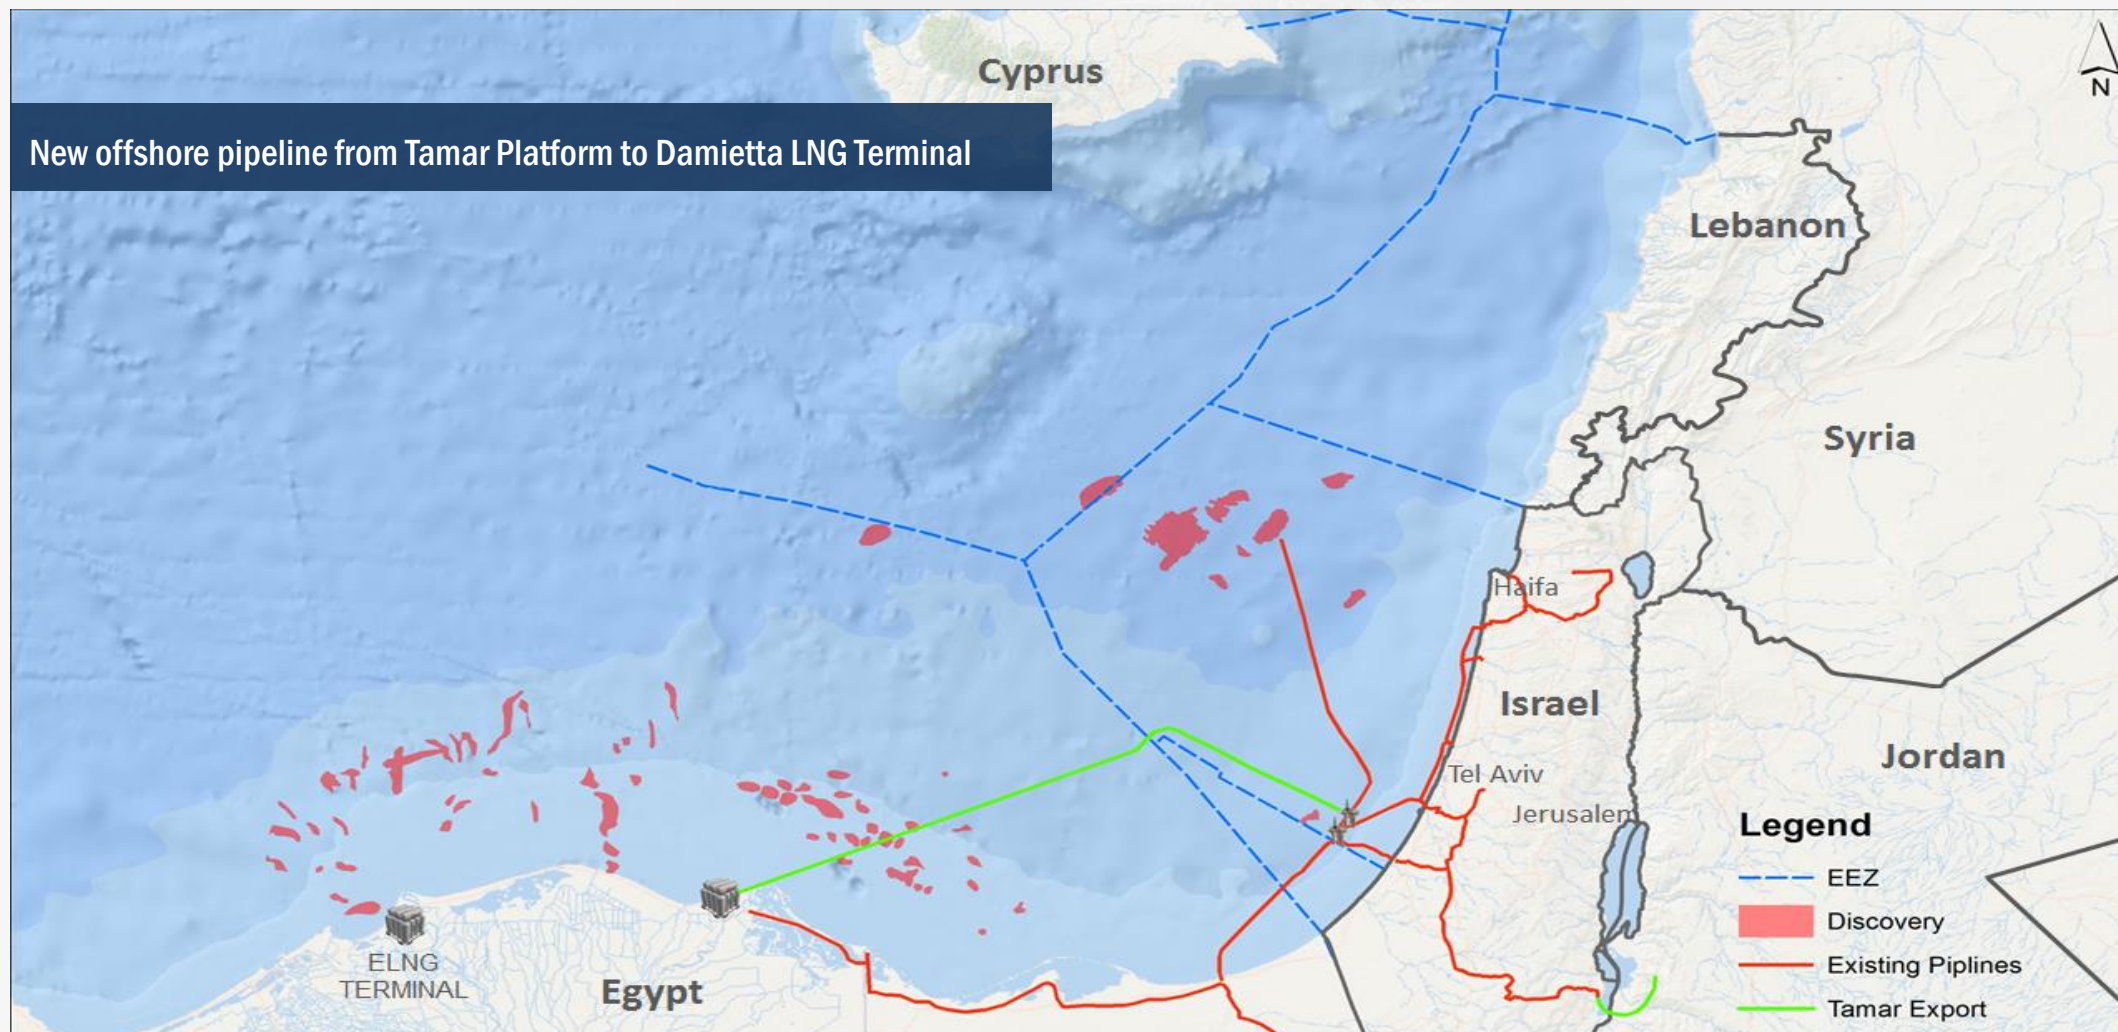 Cyprus
N
New offshore pipeline from Tamar Platform to Damietta LNG Terminal
Lebanon
Syria
Haifa
Israel
Jordan
Tel Aviv
Jerusalem
Legend
EEZ
Discovery
Existing Piplines
Tamar Export
ELNG
TERMINAL
Egypt